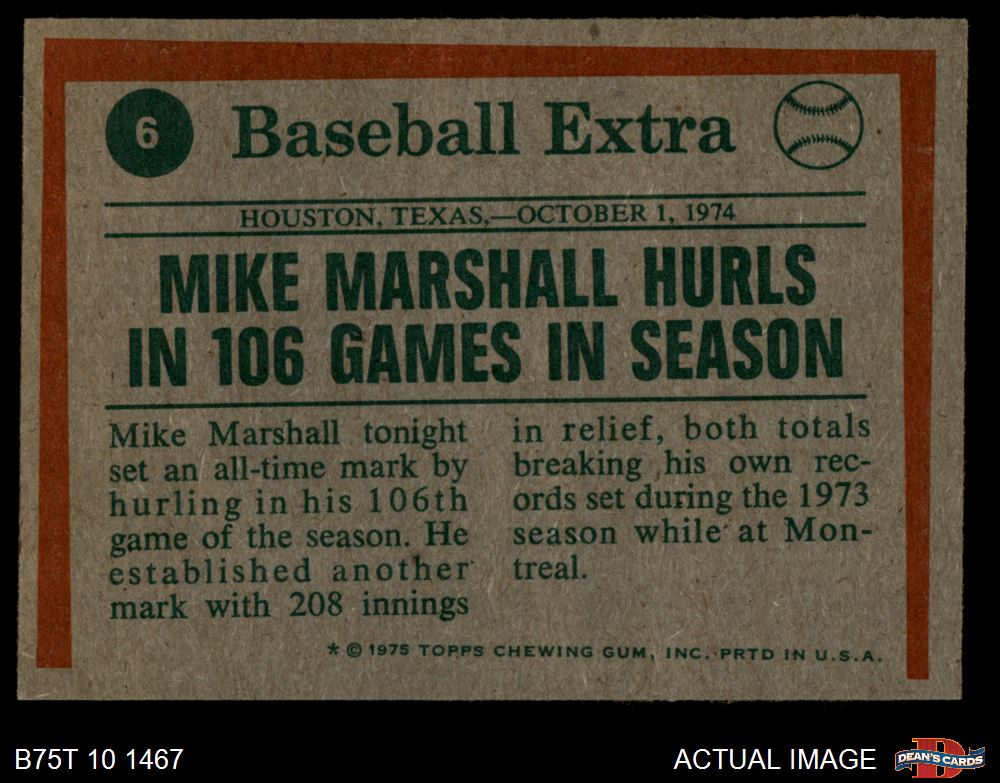 6
Baseball Extra
HOUSTON, TEXAS,—OCTOBER 1, 1974
MIKE MARSHALL HURLS
IN 106 GAMES IN SEASON
Mike Marshall tonight
set an all-time mark by
hurling in his 106th
game of the season. He
established another
mark with 208 innings
in relief, both totals
breaking his own rec-
ords set during the 1973
season while at Mon-
treal.
* © 1975 TOPPS CHEWING GUM, INC. PRTD IN U.S.A.
B75T 10 1467
ACTUAL IMAGE
D
DEAN'S CARDS